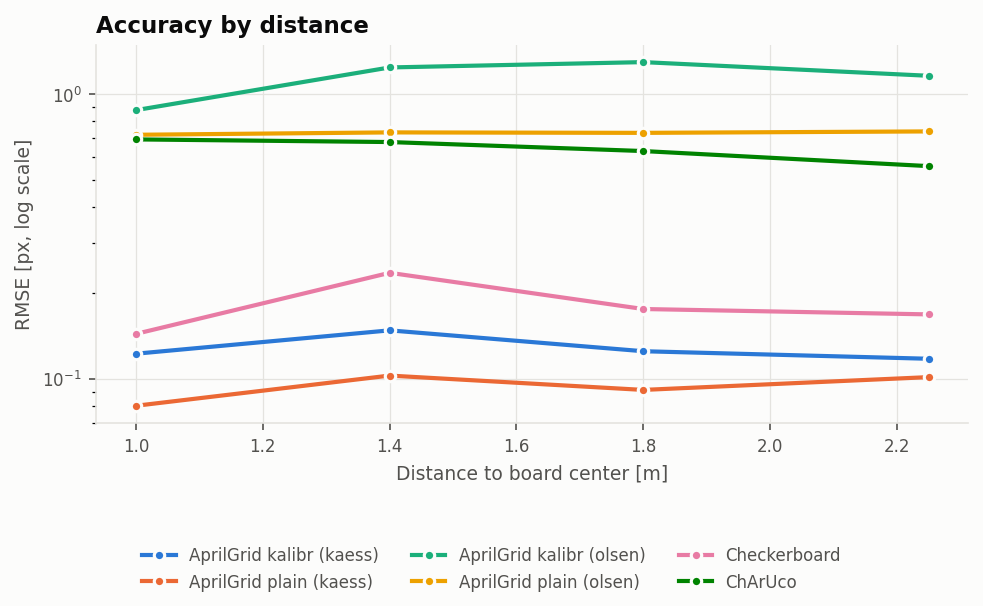 Accuracy by distance
RMSE [px, log scale]
10⁰
10⁻¹
1.0 1.2 1.4 1.6 1.8 2.0 2.2
Distance to board center [m]
AprilGrid kalibr (kaess) AprilGrid kalibr (olsen) Checkerboard
AprilGrid plain (kaess) AprilGrid plain (olsen) ChArUco